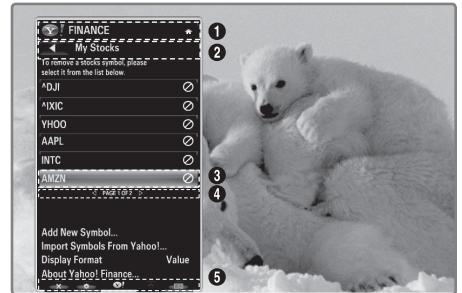 Y! FINANCE
1
My Stocks
2
To remove a stocks symbol, please
select it from the list below.
^DJI
^IXIC
YHOO
AAPL
INTC
AMZN
3
PAGE 1 OF 2
4
Add New Symbol...
Import Symbols From Yahoo!...
Display Format Value
About Yahoo! Finance...
5
Y!